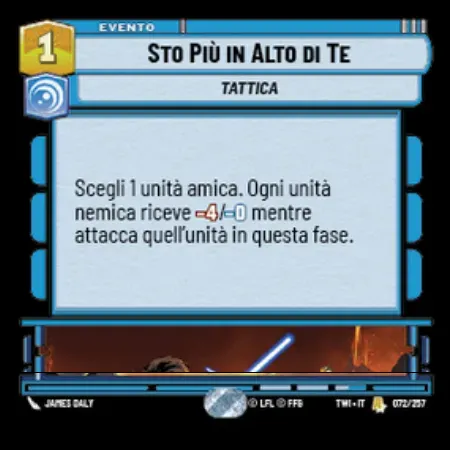 EVENTO
1
STO PIÙ IN ALTO DI TE
TATTICA
Scegli 1 unità amica. Ogni unità
nemica riceve -4/-0 mentre
attacca quell'unità in questa fase.
JAMES DALY
© LFL © FFG
TWI • IT
072/257